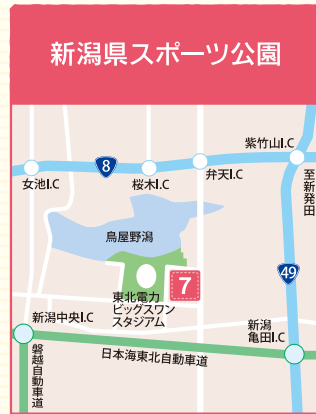 新潟県スポーツ公園
紫竹山I.C
8
女池I.C
桜木I.C
弁天I.C
至新発田
鳥屋野潟
49
7
東北電力
ビッグスワン
スタジアム
新潟中央I.C
新潟
亀田I.C
日本海東北自動車道
磐越自動車道